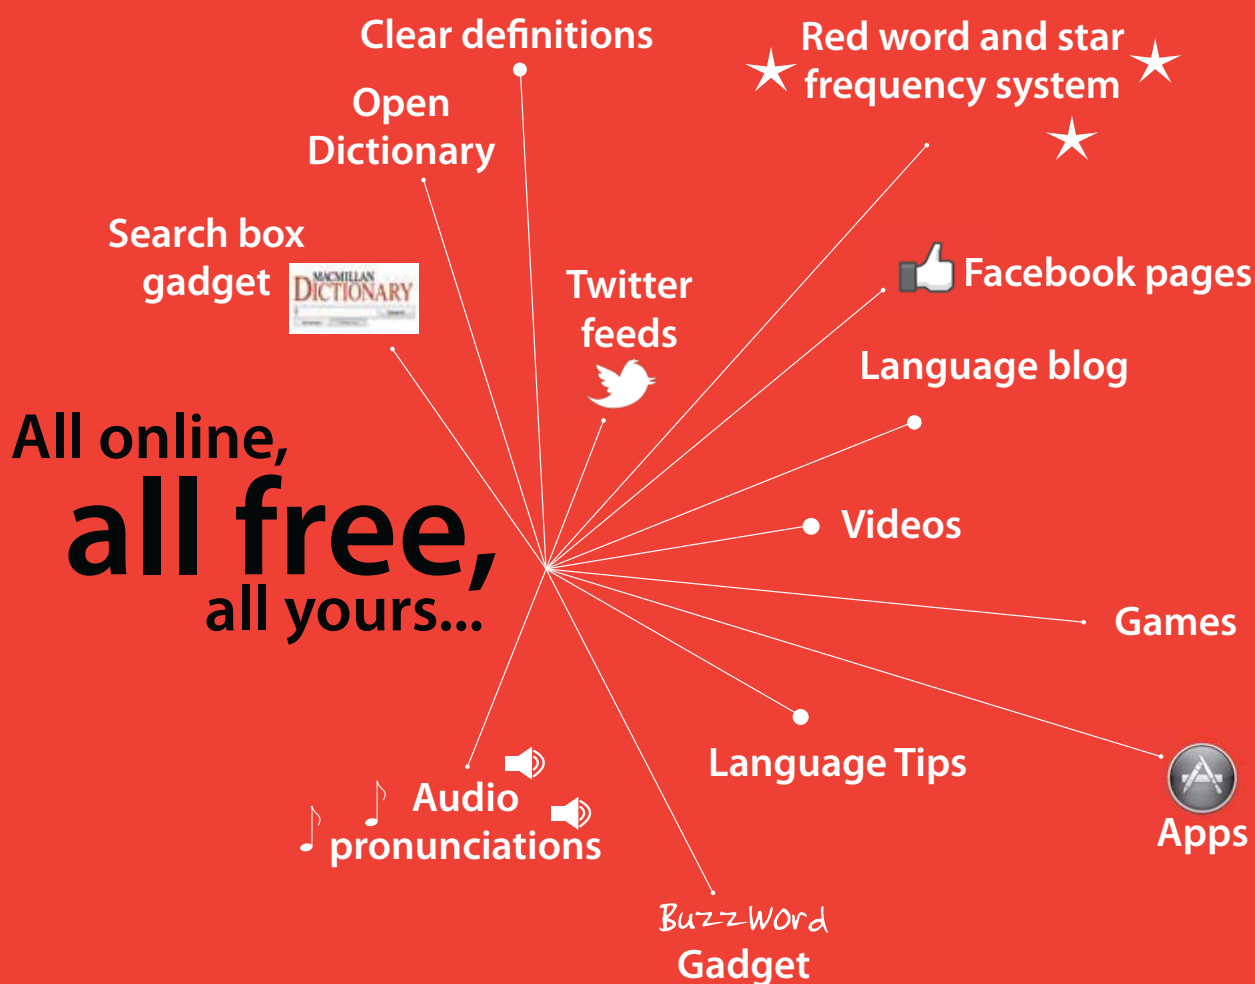 Clear definitions
Red word and star
frequency system
Open
Dictionary
Search box
gadget
MACMILLAN
DICTIONARY
Twitter
feeds
Facebook pages
Language blog
All online,
all free,
all yours...
Videos
Games
Language Tips
Apps
Audio
pronunciations
BuzzWord
Gadget